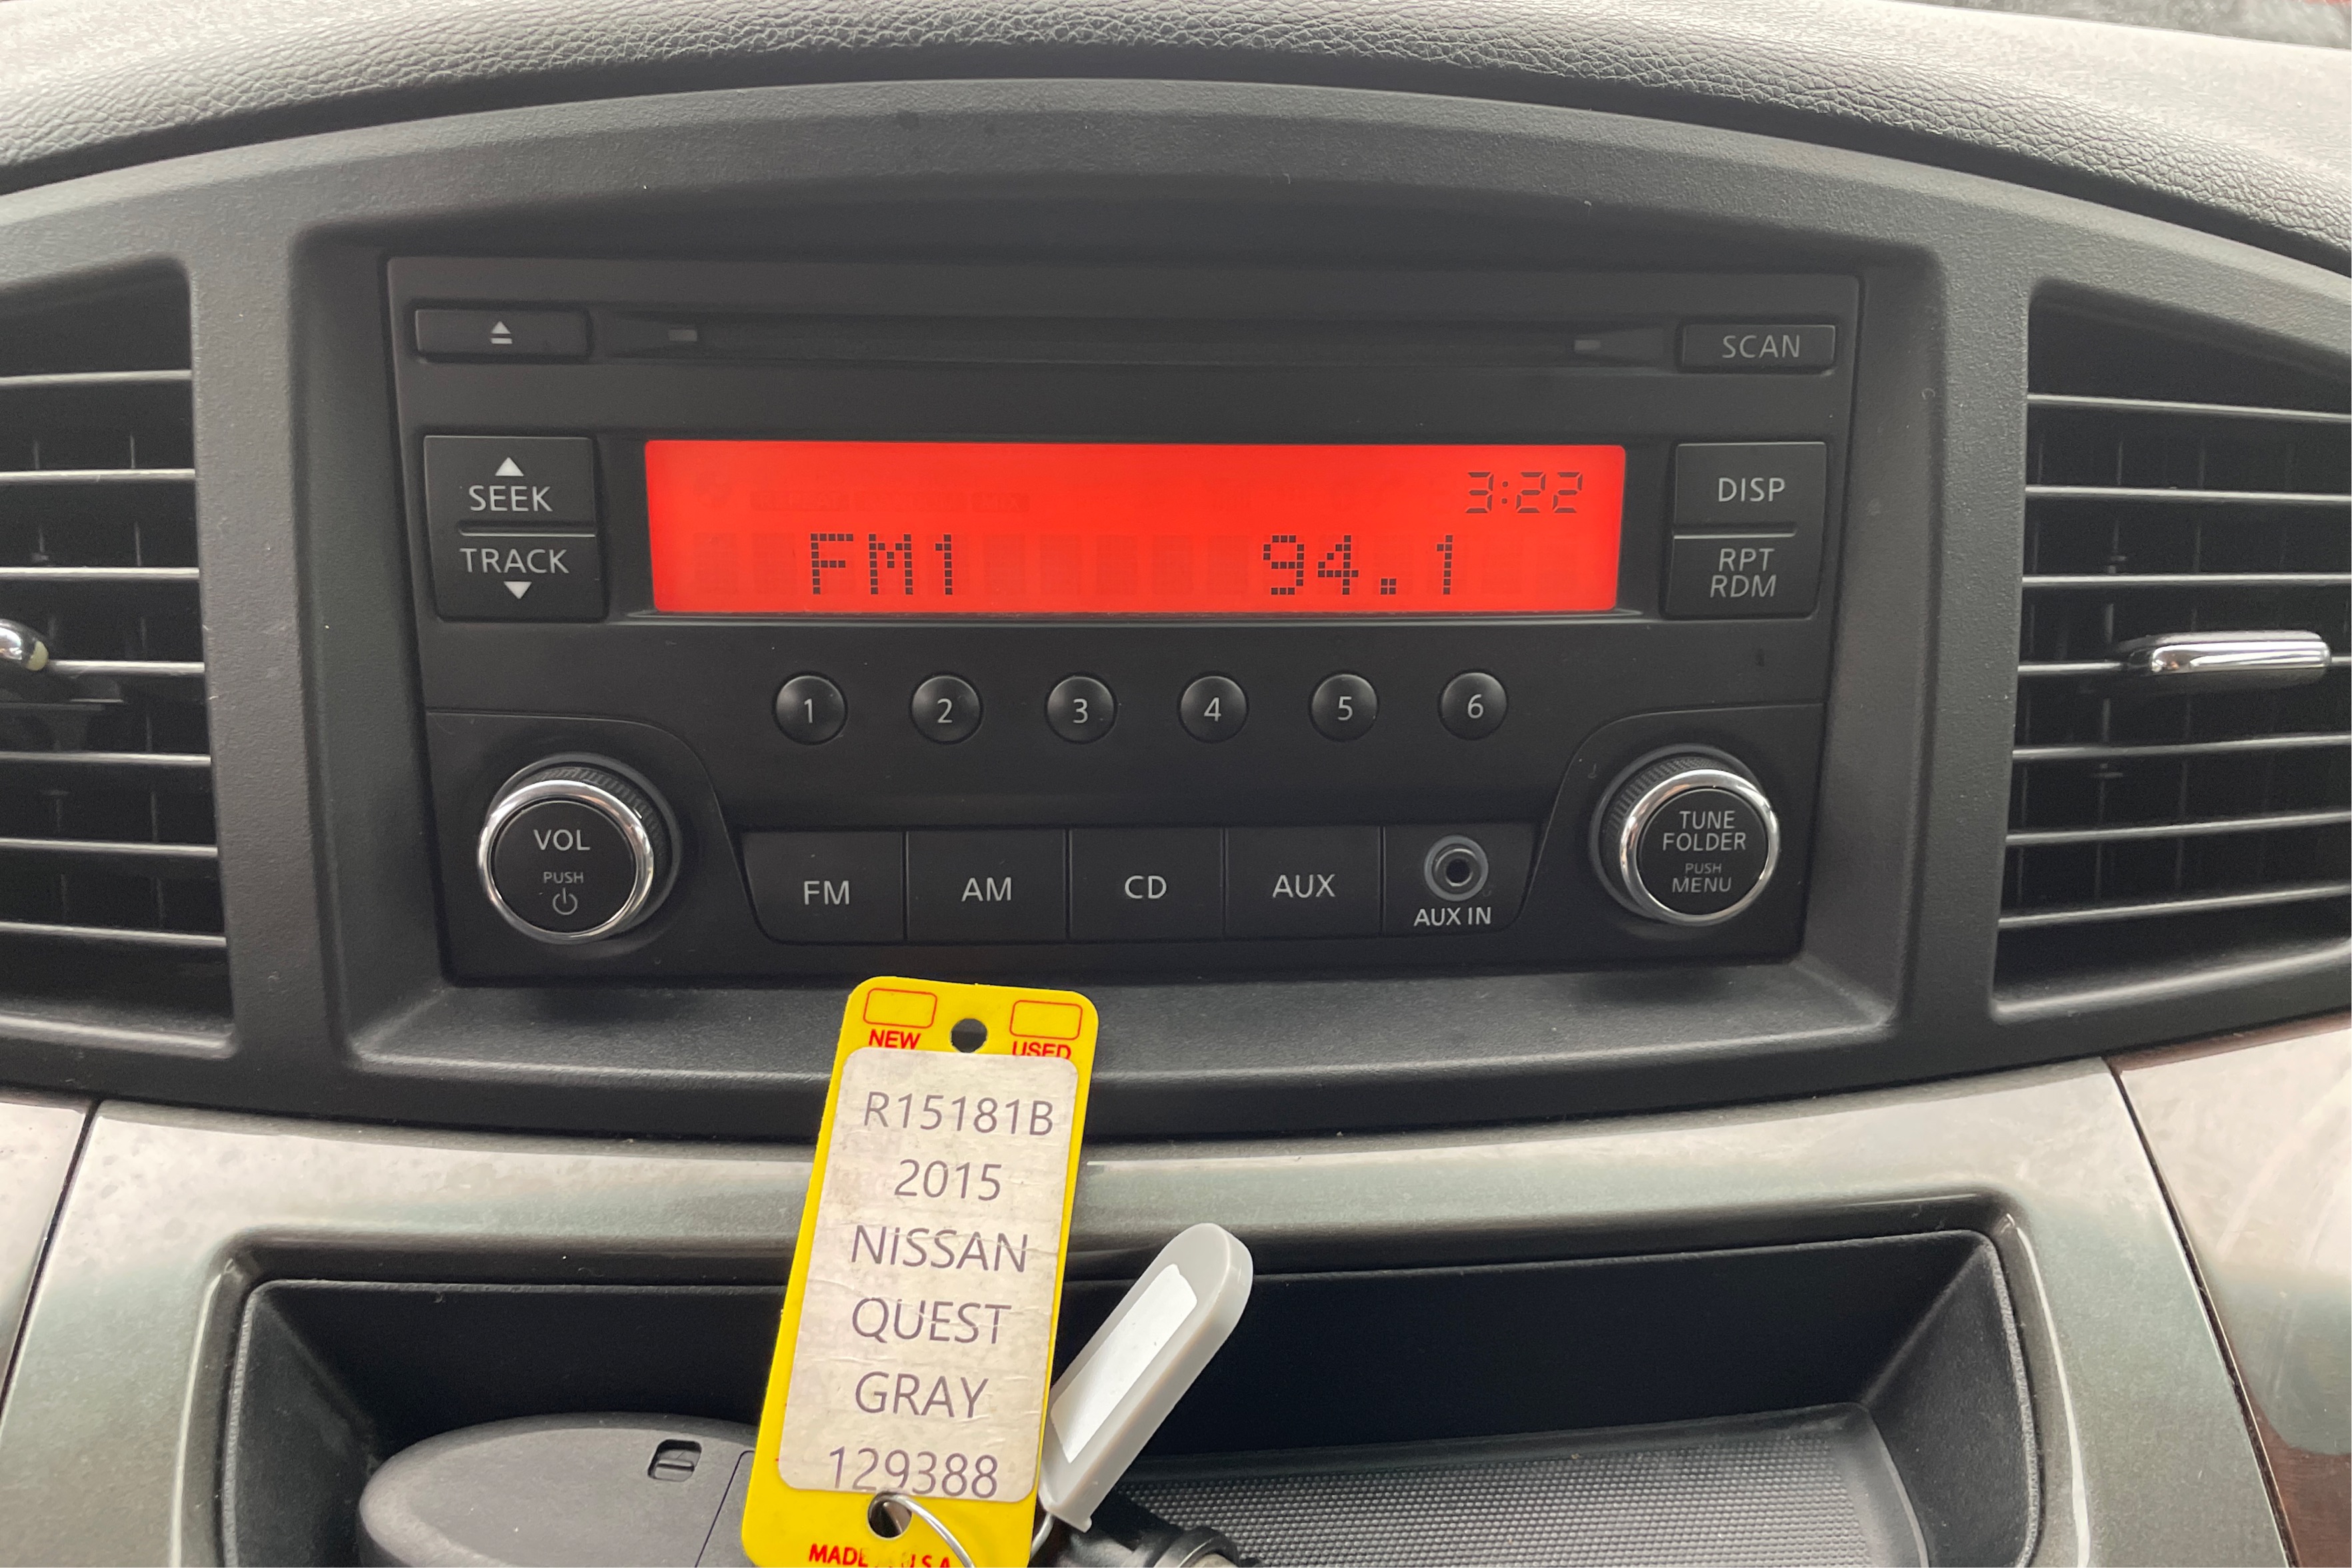 SCAN
SEEK
TRACK
3:22
FM1 94.1
DISP
RPT
RDM
1 2 3 4 5 6
VOL
PUSH
FM AM CD AUX
AUX IN
TUNE
FOLDER
PUSH
MENU
NEW USED
R15181B
2015
NISSAN
QUEST
GRAY
129388
MADE U.S.A